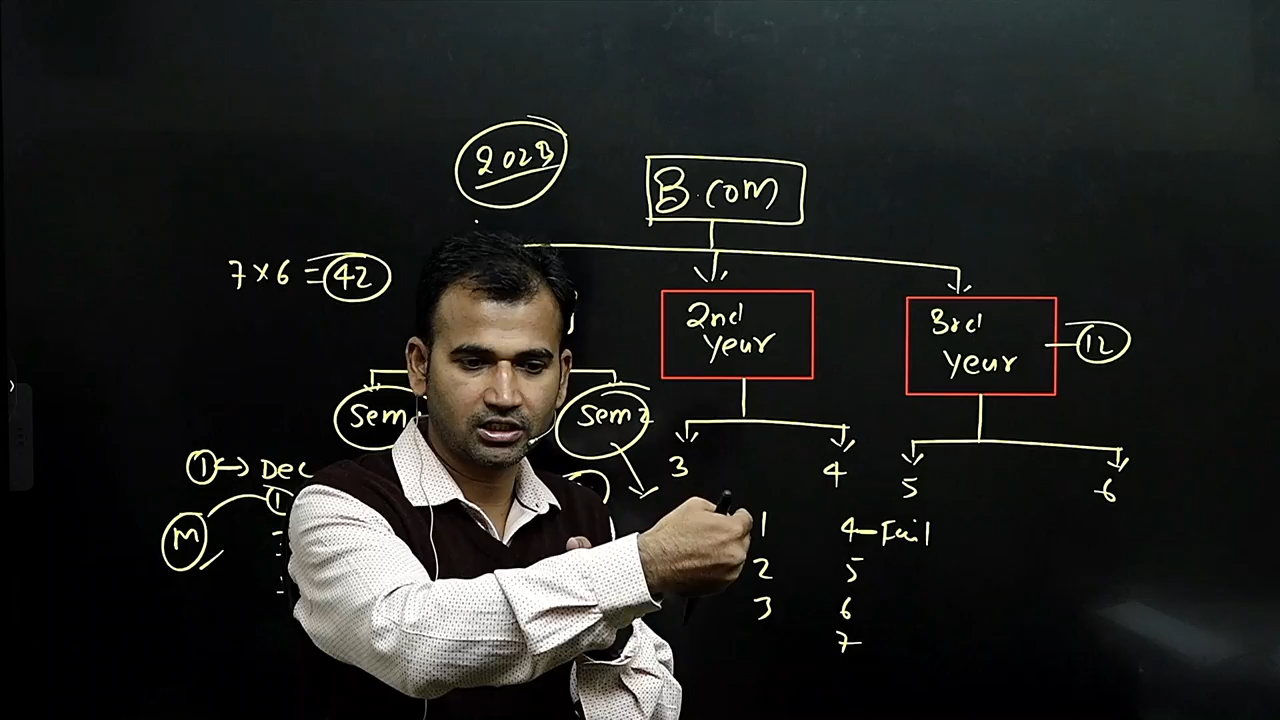 2023
B.com
7 × 6 = 42
2nd
year
3rd
year
12
Sem
Sem 2
1 → Dec
3
4
5
6
M
1
1
4 - Fail
2
5
3
6
7